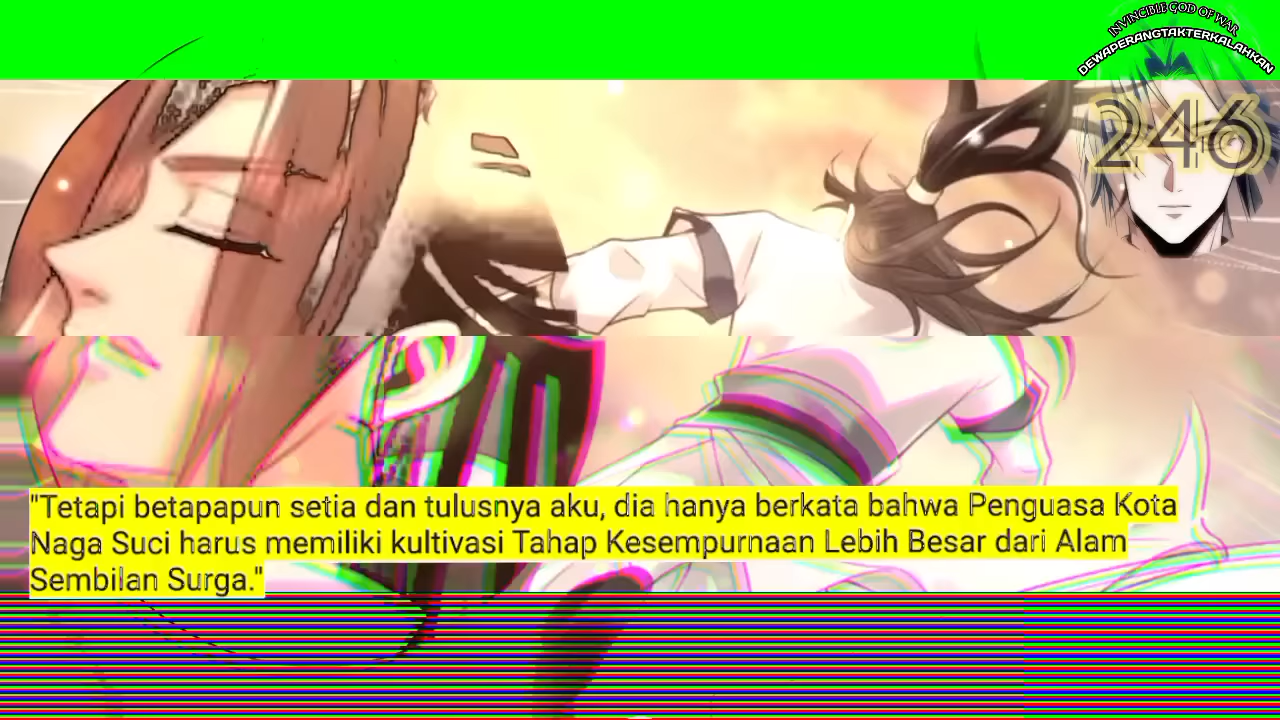 INVINCIBLE GOD OF WAR
DEWAPERANGTAKTERKALAHKAN
246
"Tetapi betapapun setia dan tulusnya aku, dia hanya berkata bahwa Penguasa Kota
Naga Suci harus memiliki kultivasi Tahap Kesempurnaan Lebih Besar dari Alam
Sembilan Surga."